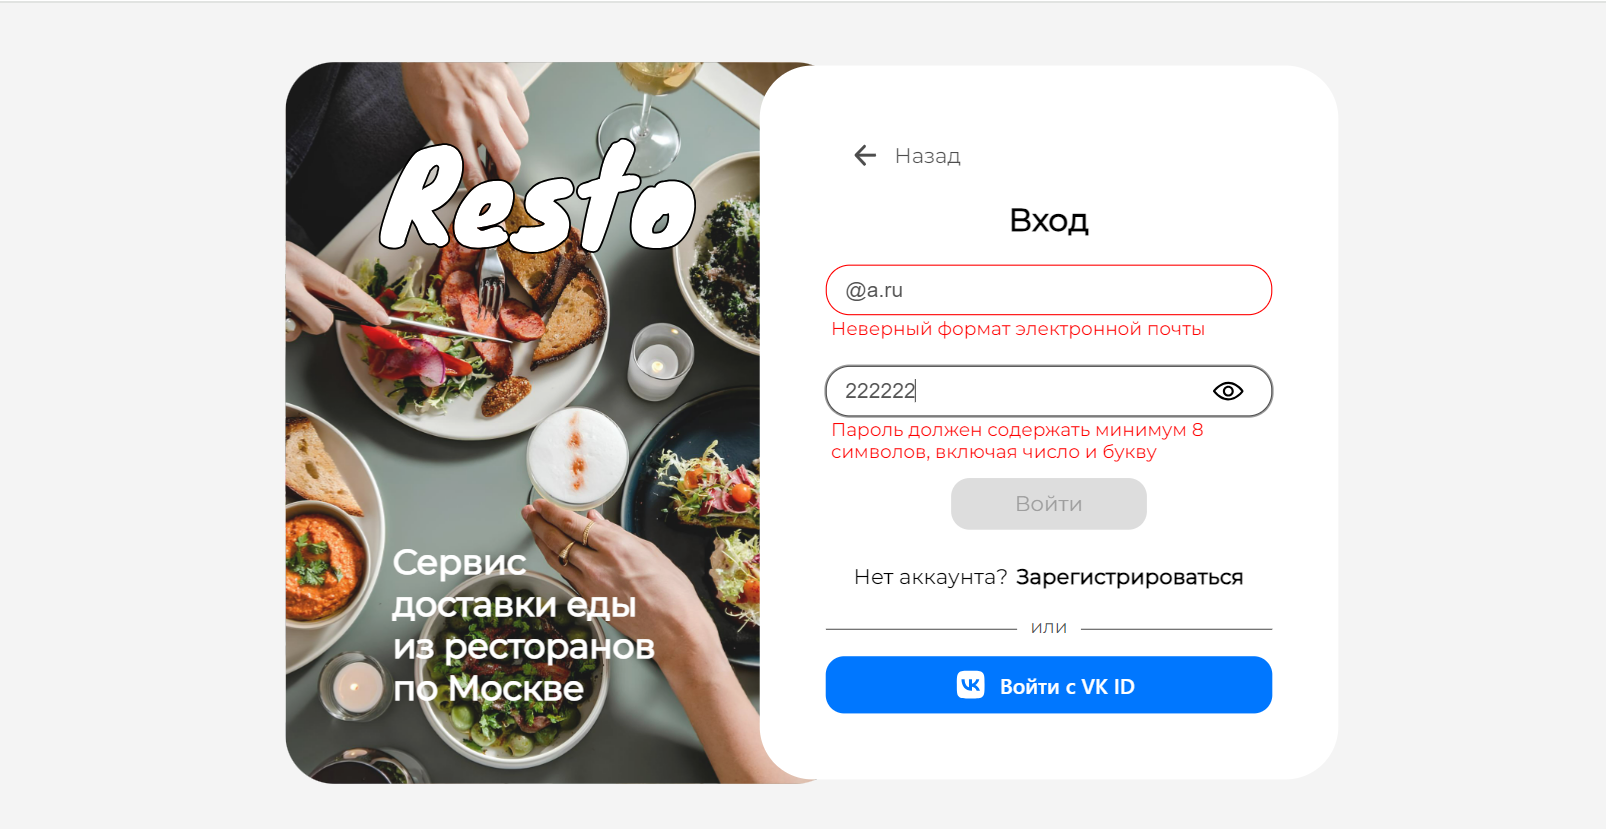 Resto
Сервис
доставки еды
из ресторанов
по Москве
Назад
Вход
@a.ru
Неверный формат электронной почты
222222
Пароль должен содержать минимум 8
символов, включая число и букву
Войти
Нет аккаунта? Зарегистрироваться
или
Войти с VK ID